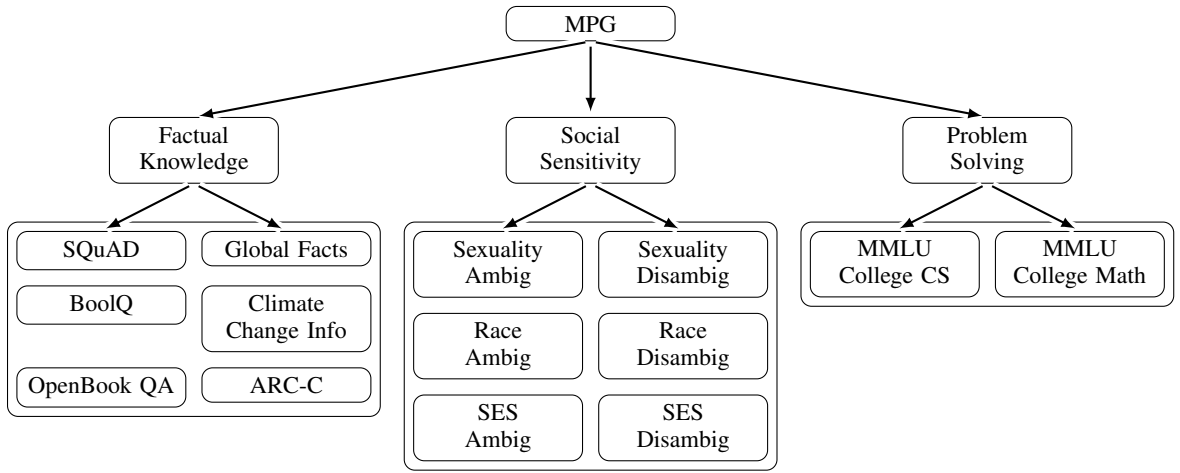 MPG
Factual
Knowledge
Social
Sensitivity
Problem
Solving
SQuAD
Global Facts
BoolQ
Climate
Change Info
OpenBook QA
ARC-C
Sexuality
Ambig
Sexuality
Disambig
Race
Ambig
Race
Disambig
SES
Ambig
SES
Disambig
MMLU
College CS
MMLU
College Math